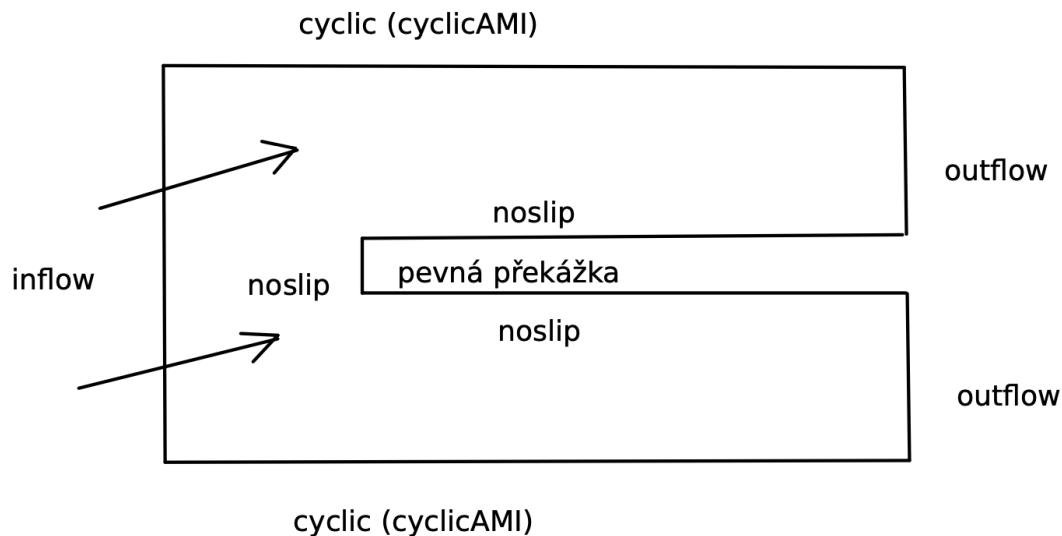 cyclic (cyclicAMI)
outflow
noslip
inflow
noslip
pevná překážka
noslip
outflow
cyclic (cyclicAMI)